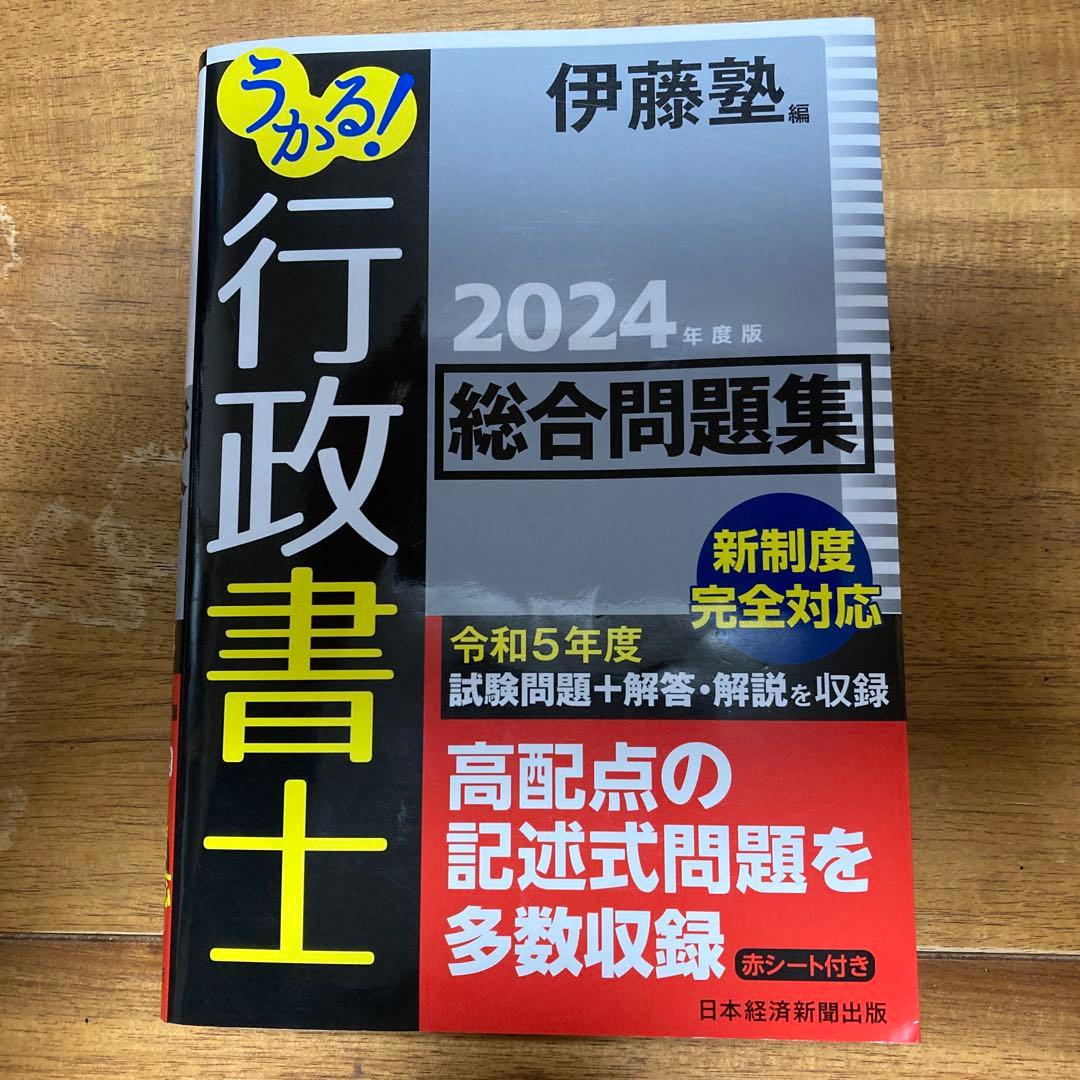 うかる!
行政書士
伊藤塾編
2024年度版
総合問題集
新制度
完全対応
令和5年度
試験問題+解答・解説を収録
高配点の
記述式問題を
多数収録
赤シート付き
日本経済新聞出版